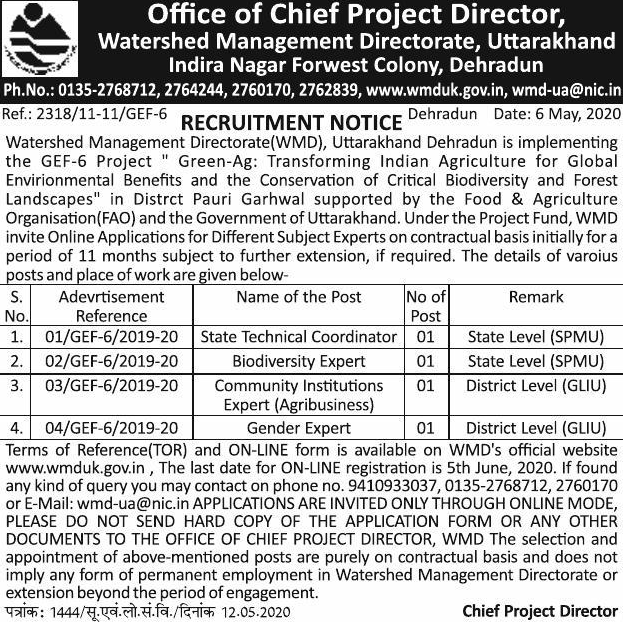 Office of Chief Project Director,
Watershed Management Directorate, Uttarakhand
Indira Nagar Forwest Colony, Dehradun
Ph.No.: 0135-2768712, 2764244, 2760170, 2762839, www.wmduk.gov.in, wmd-ua@nic.in
Ref.: 2318/11-11/GEF-6 Dehradun Date: 6 May, 2020
RECRUITMENT NOTICE
Watershed Management Directorate(WMD), Uttarakhand Dehradun is implementing
the GEF-6 Project " Green-Ag: Transforming Indian Agriculture for Global
Envirionmental Benefits and the Conservation of Critical Biodiversity and Forest
Landscapes" in Distrct Pauri Garhwal supported by the Food & Agriculture
Organisation(FAO) and the Government of Uttarakhand. Under the Project Fund, WMD
invite Online Applications for Different Subject Experts on contractual basis initially for a
period of 11 months subject to further extension, if required. The details of varoius
posts and place of work are given below-
S. No. Adevrtisement Reference Name of the Post No of Post Remark
1. 01/GEF-6/2019-20 State Technical Coordinator 01 State Level (SPMU)
2. 02/GEF-6/2019-20 Biodiversity Expert 01 State Level (SPMU)
3. 03/GEF-6/2019-20 Community Institutions Expert (Agribusiness) 01 District Level (GLIU)
4. 04/GEF-6/2019-20 Gender Expert 01 District Level (GLIU)
Terms of Reference(TOR) and ON-LINE form is available on WMD's official website
www.wmduk.gov.in , The last date for ON-LINE registration is 5th June, 2020. If found
any kind of query you may contact on phone no. 9410933037, 0135-2768712, 2760170
or E-Mail: wmd-ua@nic.in APPLICATIONS ARE INVITED ONLY THROUGH ONLINE MODE,
PLEASE DO NOT SEND HARD COPY OF THE APPLICATION FORM OR ANY OTHER
DOCUMENTS TO THE OFFICE OF CHIEF PROJECT DIRECTOR, WMD The selection and
appointment of above-mentioned posts are purely on contractual basis and does not
imply any form of permanent employment in Watershed Management Directorate or
extension beyond the period of engagement.
पत्रांक: 1444/सू.एवं.लो.सं.वि./दिनांक 12.05.2020 Chief Project Director